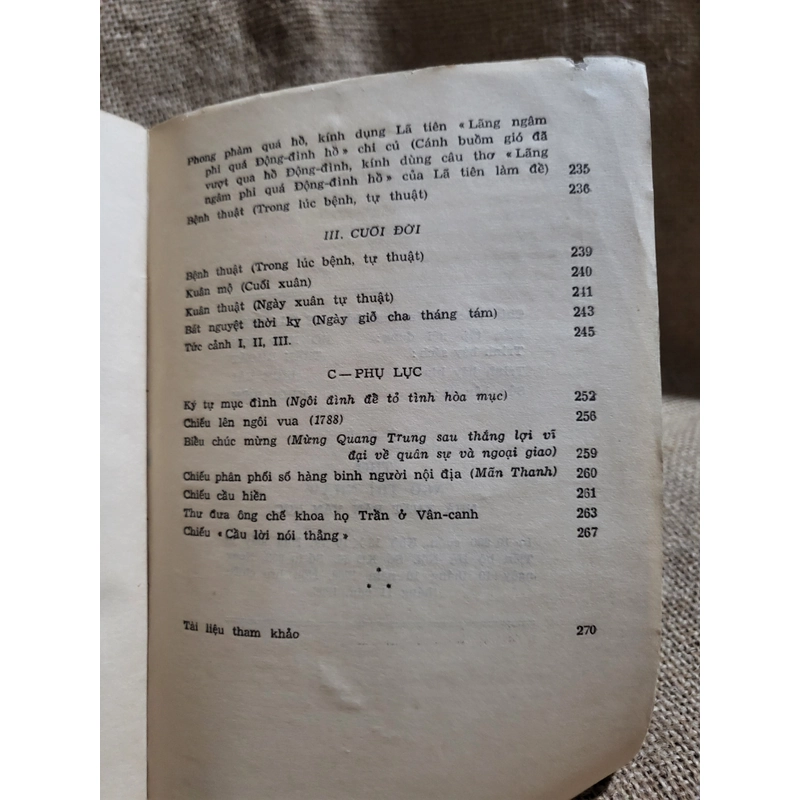 Phong phàm quá hồ, kính dụng Lã tiên «Lãng ngâm
phi quá Động-đình hồ» chi cú (Cánh buồm gió đã
vượt qua hồ Động-đình, kính dùng câu thơ «Lãng
ngâm phi quá Động-đình hồ» của Lã tiên làm đề) 235
Bệnh thuật (Trong lúc bệnh, tự thuật) 236
III. CUỐI ĐỜI
Bệnh thuật (Trong lúc bệnh, tự thuật) 239
Xuân mộ (Cuối xuân) 240
Xuân thuật (Ngày xuân tự thuật) 241
Bát nguyệt thời kỵ (Ngày giỗ cha tháng tám) 243
Tức cảnh I, II, III. 245
C — PHỤ LỤC
Ký tự mục đình (Ngôi đình để tỏ tình hòa mục) 252
Chiếu lên ngôi vua (1788) 256
Biểu chúc mừng (Mừng Quang Trung sau thắng lợi vĩ
đại về quân sự và ngoại giao) 259
Chiếu phân phối số hàng binh người nội địa (Mãn Thanh) 260
Chiếu cầu hiền 261
Thư đưa ông chế khoa họ Trần ở Vân-canh 263
Chiếu «Cầu lời nói thẳng» 267
Tài liệu tham khảo 270